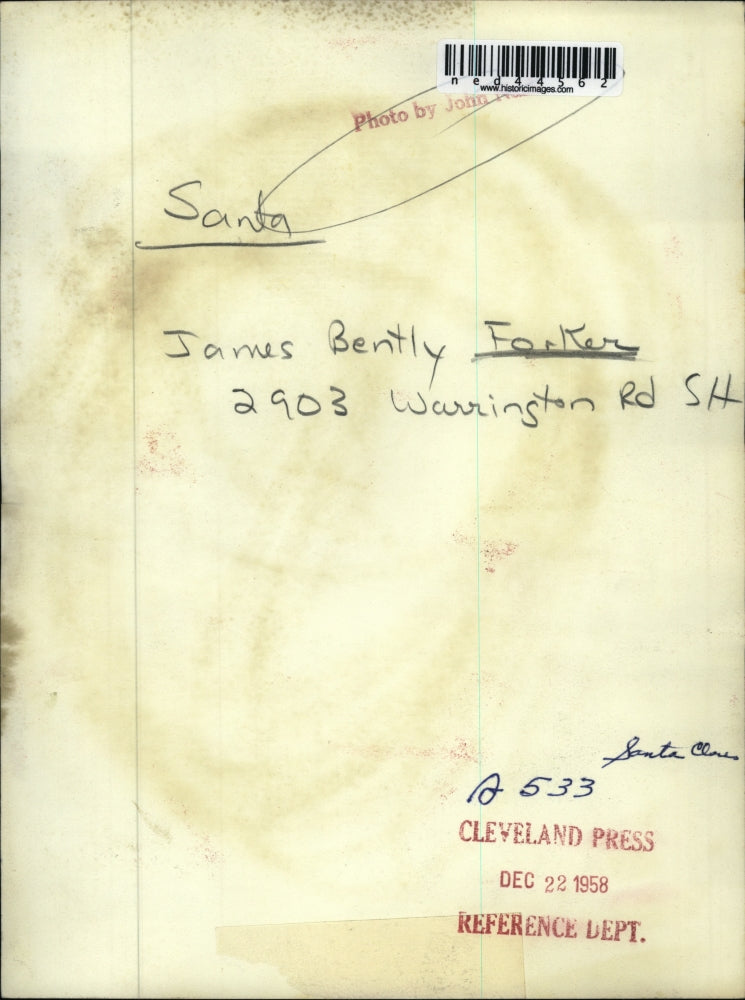 ned44562
www.historicimages.com
Photo by John
Santa
James Bently Forker
2903 Warrington Rd SH
Santa Claus
A 533
CLEVELAND PRESS
DEC 22 1958
REFERENCE DEPT.